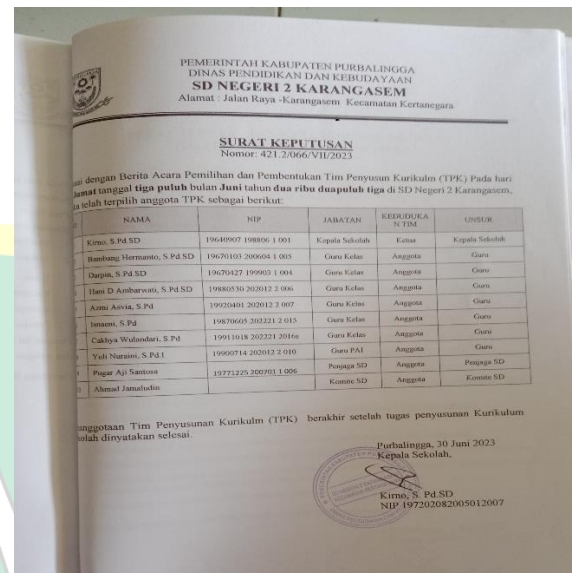 PEMERINTAH KABUPATEN PURBALINGGA
DINAS PENDIDIKAN DAN KEBUDAYAAN
SD NEGERI 2 KARANGASEM
Alamat : Jalan Raya -Karangasem Kecamatan Kertanegara
SURAT KEPUTUSAN
Nomor: 421.2/066/VII/2023
dengan Berita Acara Pemilihan dan Pembentukan Tim Penyusun Kurikulm (TPK) Pada hari
Jumat tanggal tiga puluh bulan Juni tahun dua ribu duapuluh tiga di SD Negeri 2 Karangasem,
telah terpilih anggota TPK sebagai berikut:
NAMA NIP JABATAN KEDUDUKA N TIM UNSUR
Kirno, S.Pd.SD 19640907 198806 1 001 Kepala Sekolah Ketua Kepala Sekolah
Bambang Hermanto, S.Pd.SD 19670103 200604 1 005 Guru Kelas Anggota Guru
Darpin, S.Pd.SD 19670427 199903 1 004 Guru Kelas Anggota Guru
Hani D Ambarwati, S.Pd.SD 19880530 202012 2 006 Guru Kelas Anggota Guru
Azmi Asvia, S.Pd 19920401 202012 2 007 Guru Kelas Anggota Guru
Isnaeni, S.Pd 19870605 202221 2 015 Guru Kelas Anggota Guru
Cakhya Wulandari, S.Pd 19911018 202221 2016 Guru Kelas Anggota Guru
Yuli Nuraini, S.Pd.I 19900714 202012 2 010 Guru PAI Anggota Guru
Pugar Aji Santosa 19771225 200701 1 006 Penjaga SD Anggota Penjaga SD
Ahmad Jamaludin Komite SD Anggota Komite SD
anggotaan Tim Penyusunan Kurikulm (TPK) berakhir setelah tugas penyusunan Kurikulum
dinyatakan selesai.
Purbalingga, 30 Juni 2023
Kepala Sekolah,
Kirno, S. Pd.SD
NIP 197202082005012007